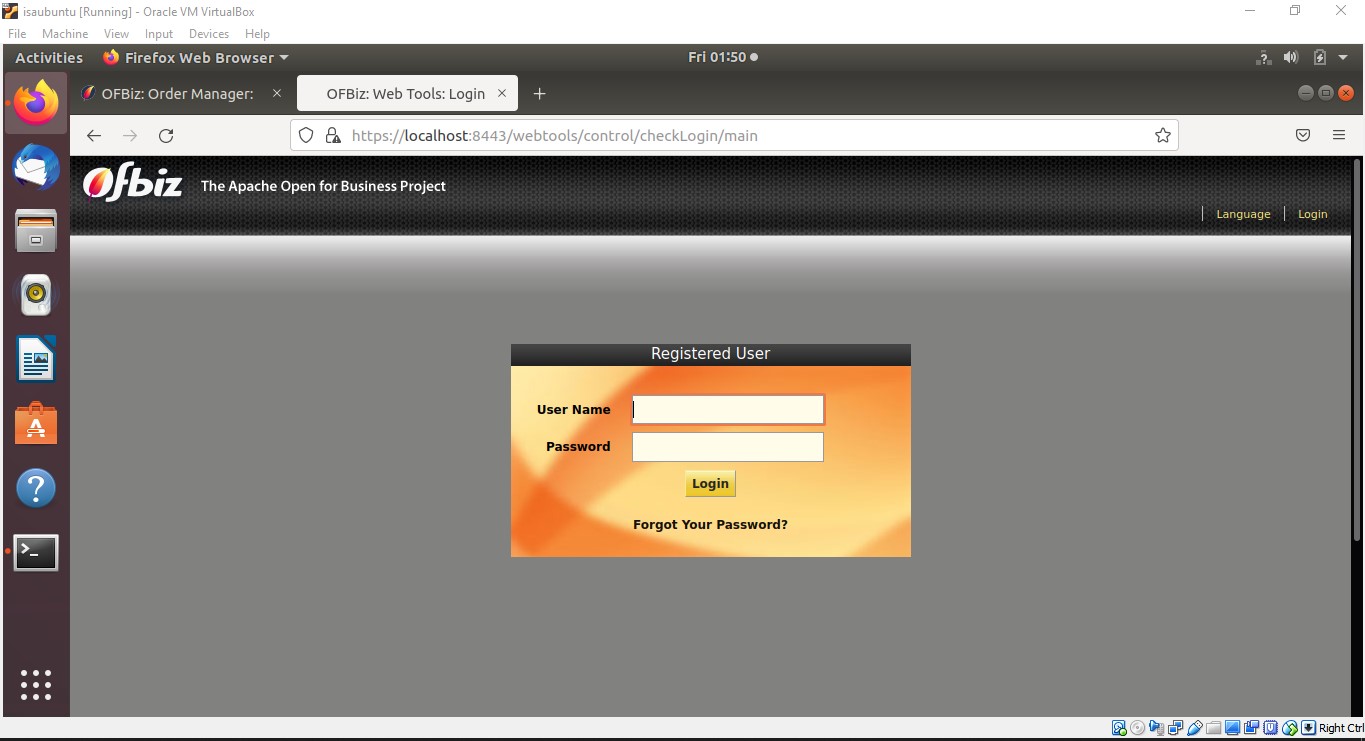 isaubuntu [Running] - Oracle VM VirtualBox
File Machine View Input Devices Help
Activities Firefox Web Browser Fri 01:50
OFBiz: Order Manager: OFBiz: Web Tools: Login
https://localhost:8443/webtools/control/checkLogin/main
Ofbiz The Apache Open for Business Project
Language Login
Registered User
User Name
Password
Login
Forgot Your Password?
Right Ctrl